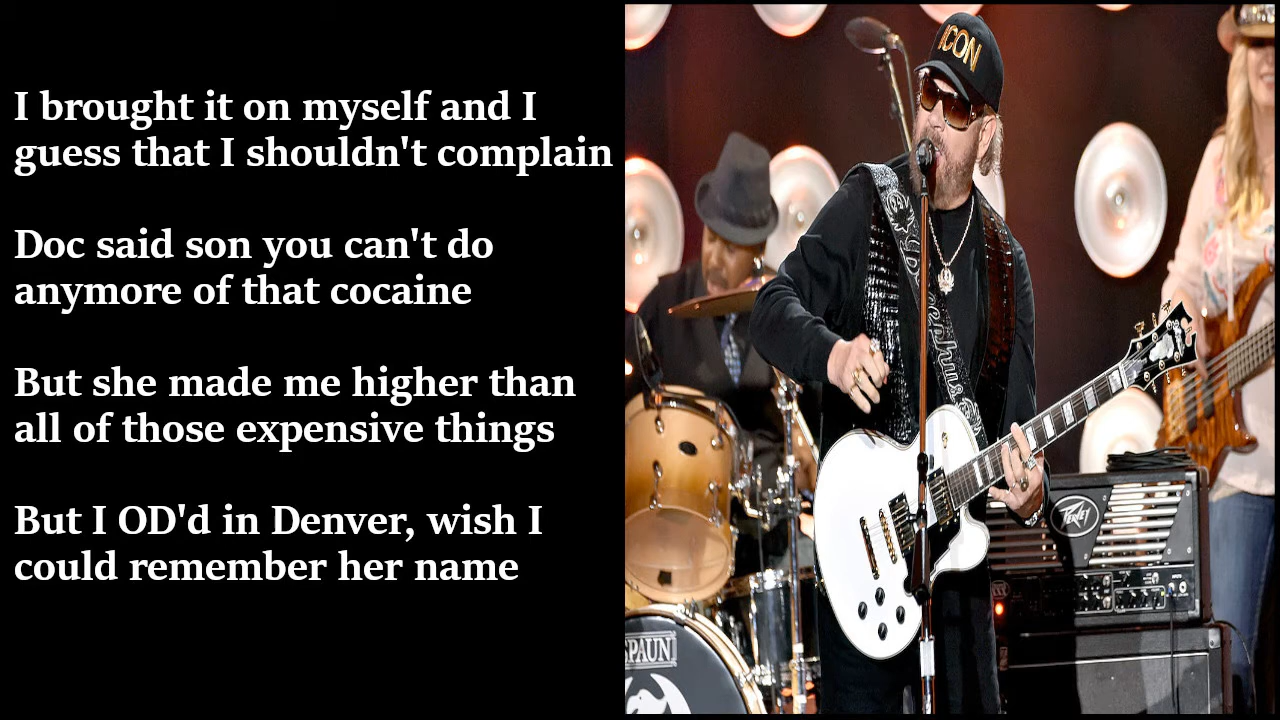 I brought it on myself and I
guess that I shouldn't complain
Doc said son you can't do
anymore of that cocaine
But she made me higher than
all of those expensive things
But I OD'd in Denver, wish I
could remember her name
ICON
PEAVEY
SPAUN